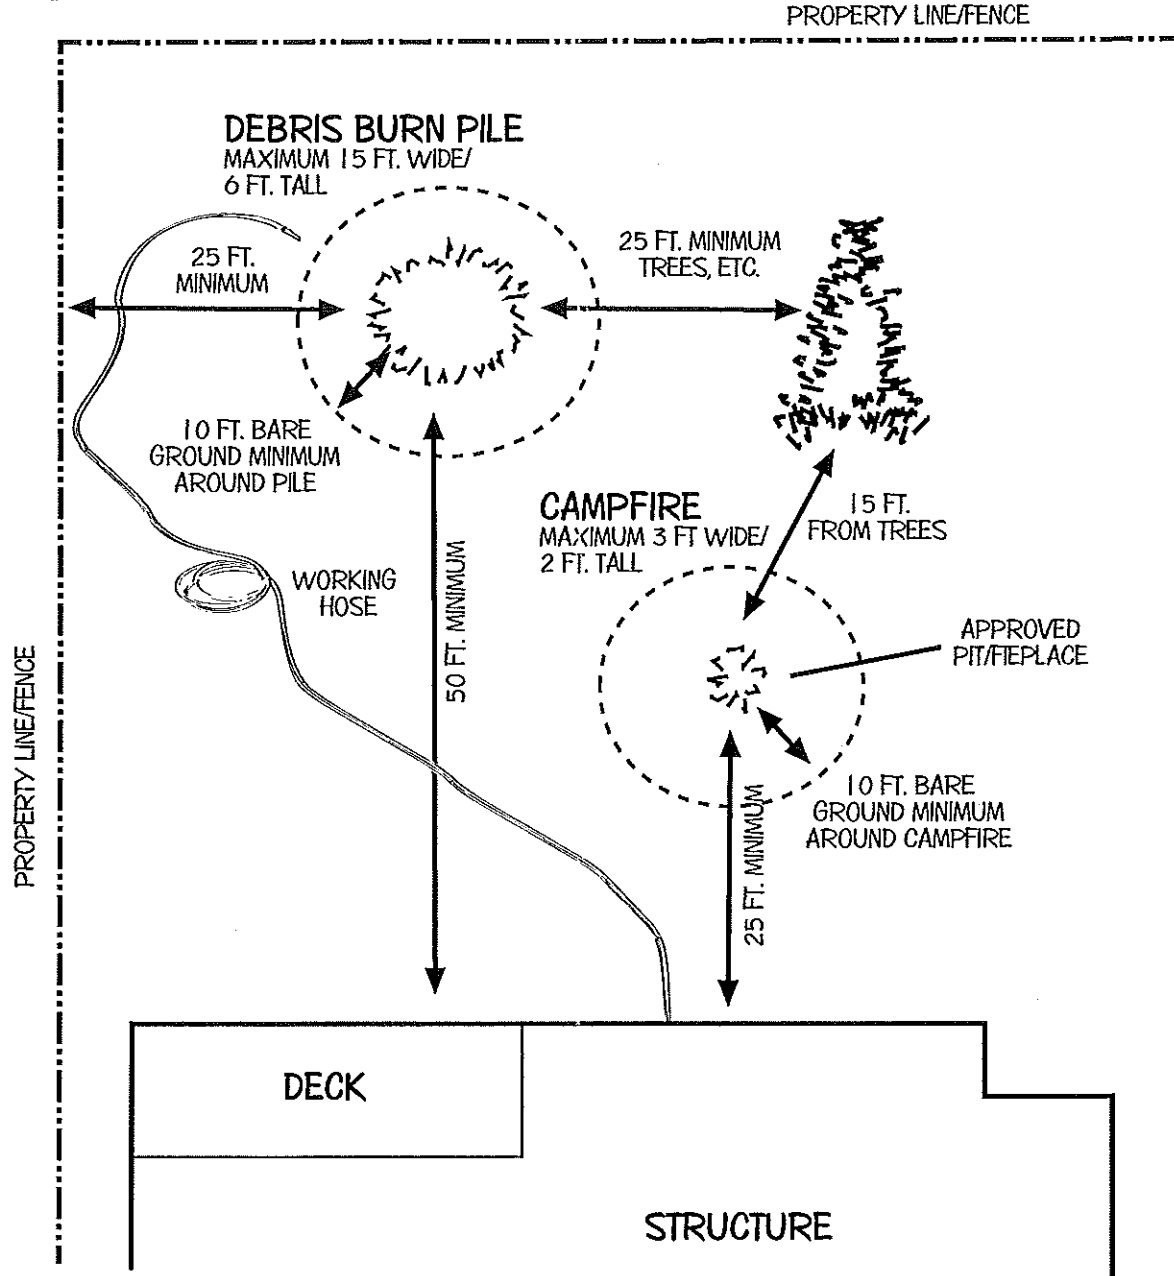 PROPERTY LINE/FENCE
DEBRIS BURN PILE
MAXIMUM 15 FT. WIDE/
6 FT. TALL
25 FT.
MINIMUM
25 FT. MINIMUM
TREES, ETC.
10 FT. BARE
GROUND MINIMUM
AROUND PILE
CAMPFIRE
MAXIMUM 3 FT WIDE/
2 FT. TALL
15 FT.
FROM TREES
WORKING
HOSE
50 FT. MINIMUM
APPROVED
PIT/FIEPLACE
PROPERTY LINE/FENCE
10 FT. BARE
GROUND MINIMUM
AROUND CAMPFIRE
25 FT. MINIMUM
DECK
STRUCTURE